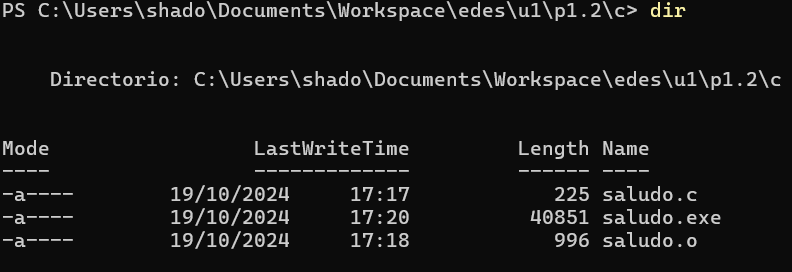 PS C:\Users\shado\Documents\Workspace\edes\u1\p1.2\c> dir
Directorio: C:\Users\shado\Documents\Workspace\edes\u1\p1.2\c
Mode LastWriteTime Length Name
---- ------------- ------ ----
-a---- 19/10/2024 17:17 225 saludo.c
-a---- 19/10/2024 17:20 40851 saludo.exe
-a---- 19/10/2024 17:18 996 saludo.o